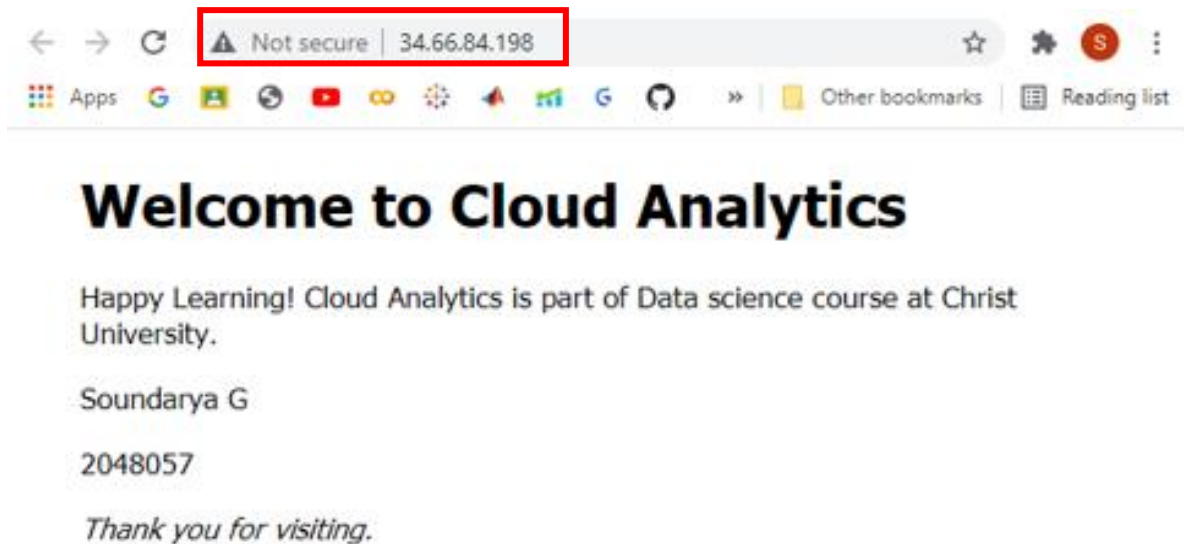 Not secure | 34.66.84.198
S
Apps G G Other bookmarks Reading list
Welcome to Cloud Analytics
Happy Learning! Cloud Analytics is part of Data science course at Christ
University.
Soundarya G
2048057
Thank you for visiting.